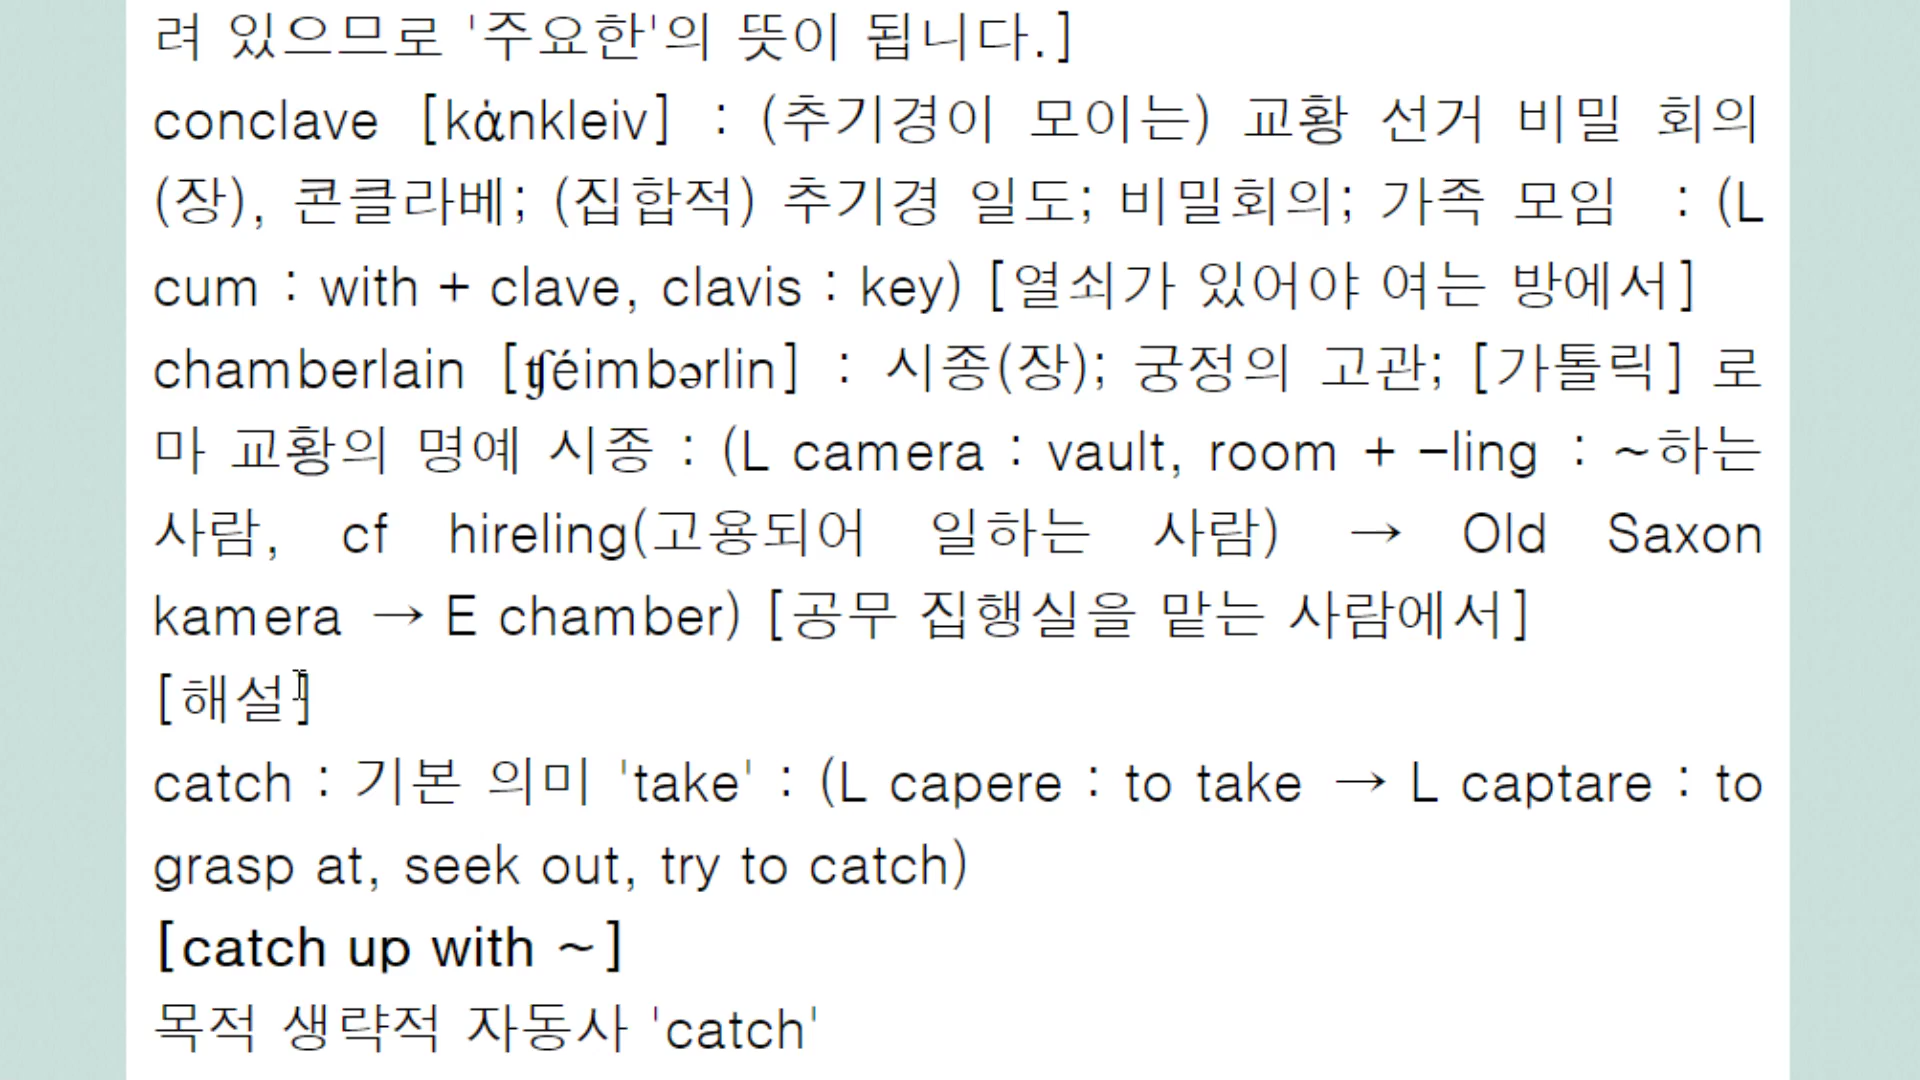 려 있으므로 '주요한'의 뜻이 됩니다.]
conclave [kάnkleiv] : (추기경이 모이는) 교황 선거 비밀 회의
(장), 콘클라베; (집합적) 추기경 일도; 비밀회의; 가족 모임 : (L
cum : with + clave, clavis : key) [열쇠가 있어야 여는 방에서]
chamberlain [ʧéimbərlin] : 시종(장); 궁정의 고관; [가톨릭] 로
마 교황의 명예 시종 : (L camera : vault, room + -ling : ~하는
사람, cf hireling(고용되어 일하는 사람) → Old Saxon
kamera → E chamber) [공무 집행실을 맡는 사람에서]
[해설]
catch : 기본 의미 'take' : (L capere : to take → L captare : to
grasp at, seek out, try to catch)
[catch up with ~]
목적 생략적 자동사 'catch'